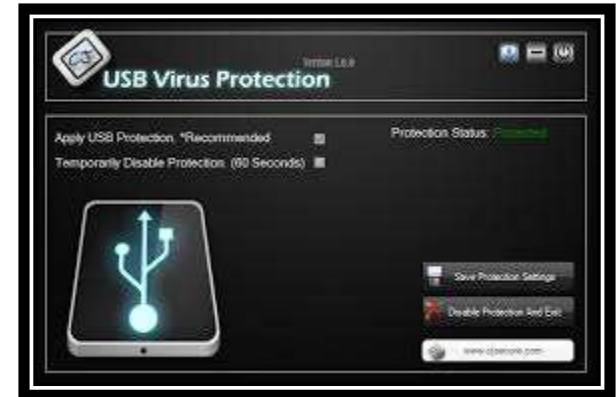 USB Virus Protection
Apply USB Protection. *Recommended
Protection Status: Protected
Temporarily Disable Protection. (60 Seconds)
Save Protection Settings
Disable Protection And Exit